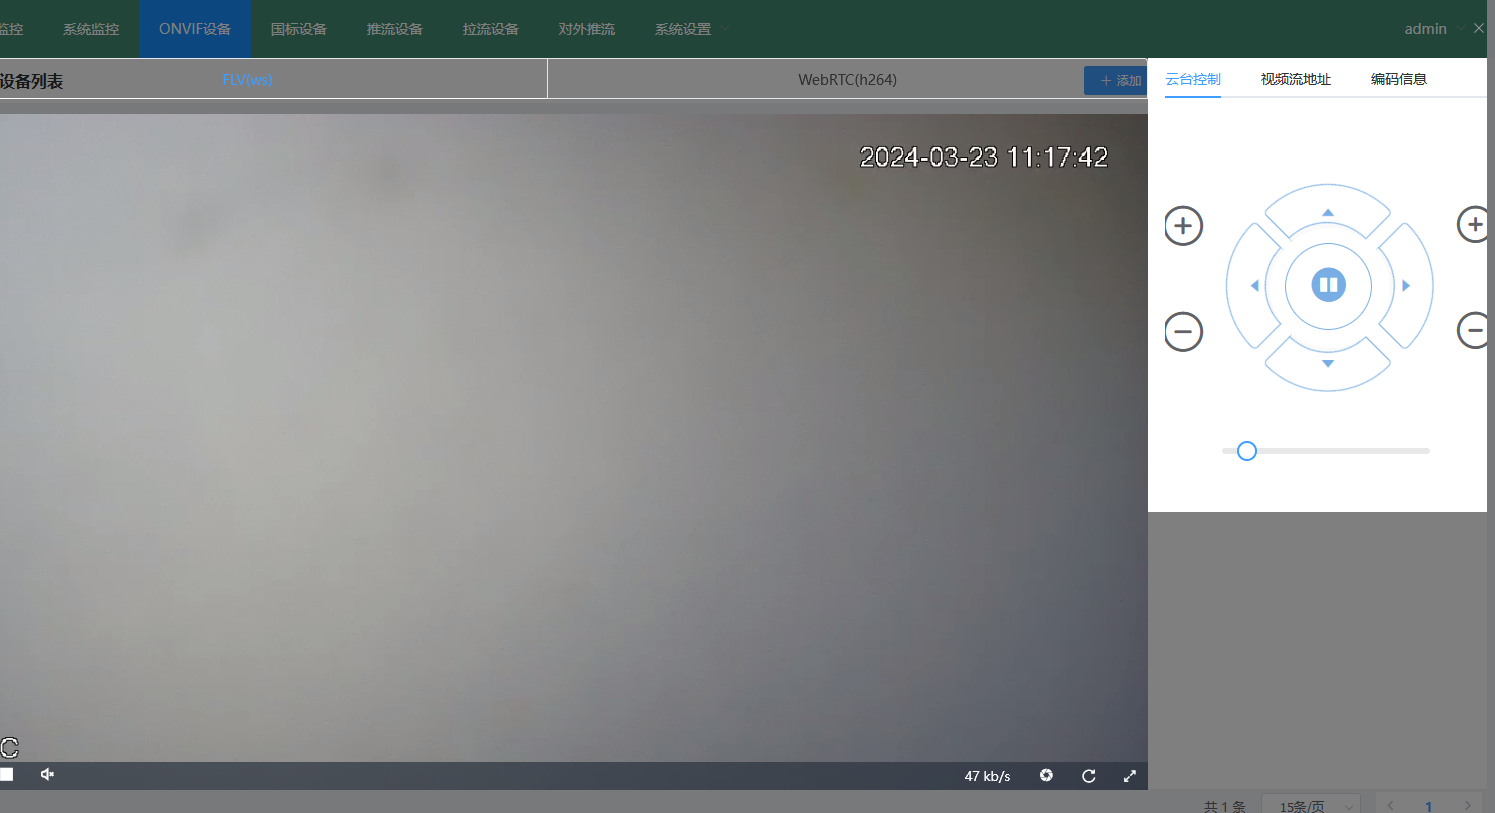 监控 系统监控 ONVIF设备 国标设备 推流设备 拉流设备 对外推流 系统设置 admin
设备列表 FLV(ws) WebRTC(h264) 添加 云台控制 视频流地址 编码信息
2024-03-23 11:17:42
C
47 kb/s
共 1 条 15条/页 1